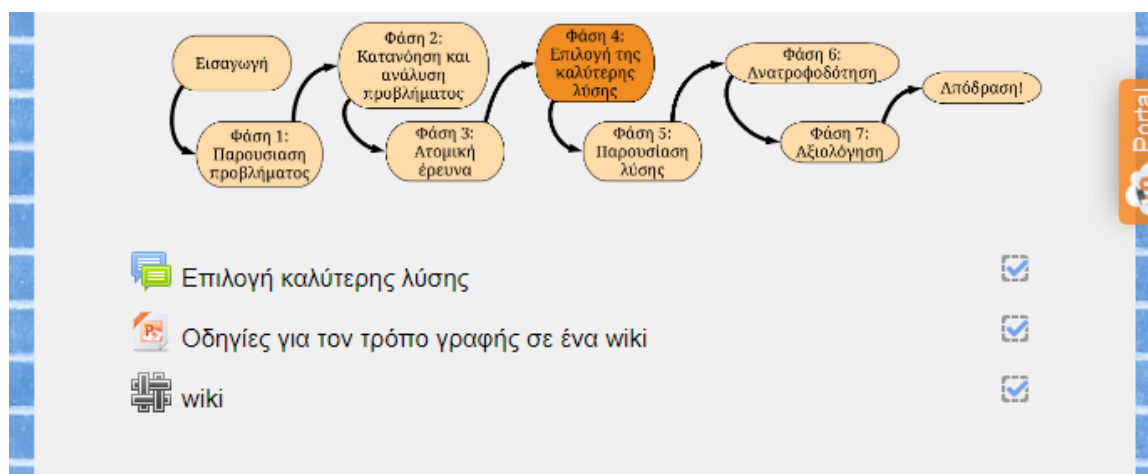 Εισαγωγή
Φάση 1:
Παρουσιαση
προβλήματος
Φάση 2:
Κατανόηση και
ανάλυση
προβλήματος
Φάση 3:
Ατομική
έρευνα
Φάση 4:
Επιλογή της
καλύτερης
λύσης
Φάση 5:
Παρουσίαση
λύσης
Φάση 6:
Ανατροφοδότηση
Φάση 7:
Αξιολόγηση
Απόδραση!
Portal
Επιλογή καλύτερης λύσης
Οδηγίες για τον τρόπο γραφής σε ένα wiki
wiki